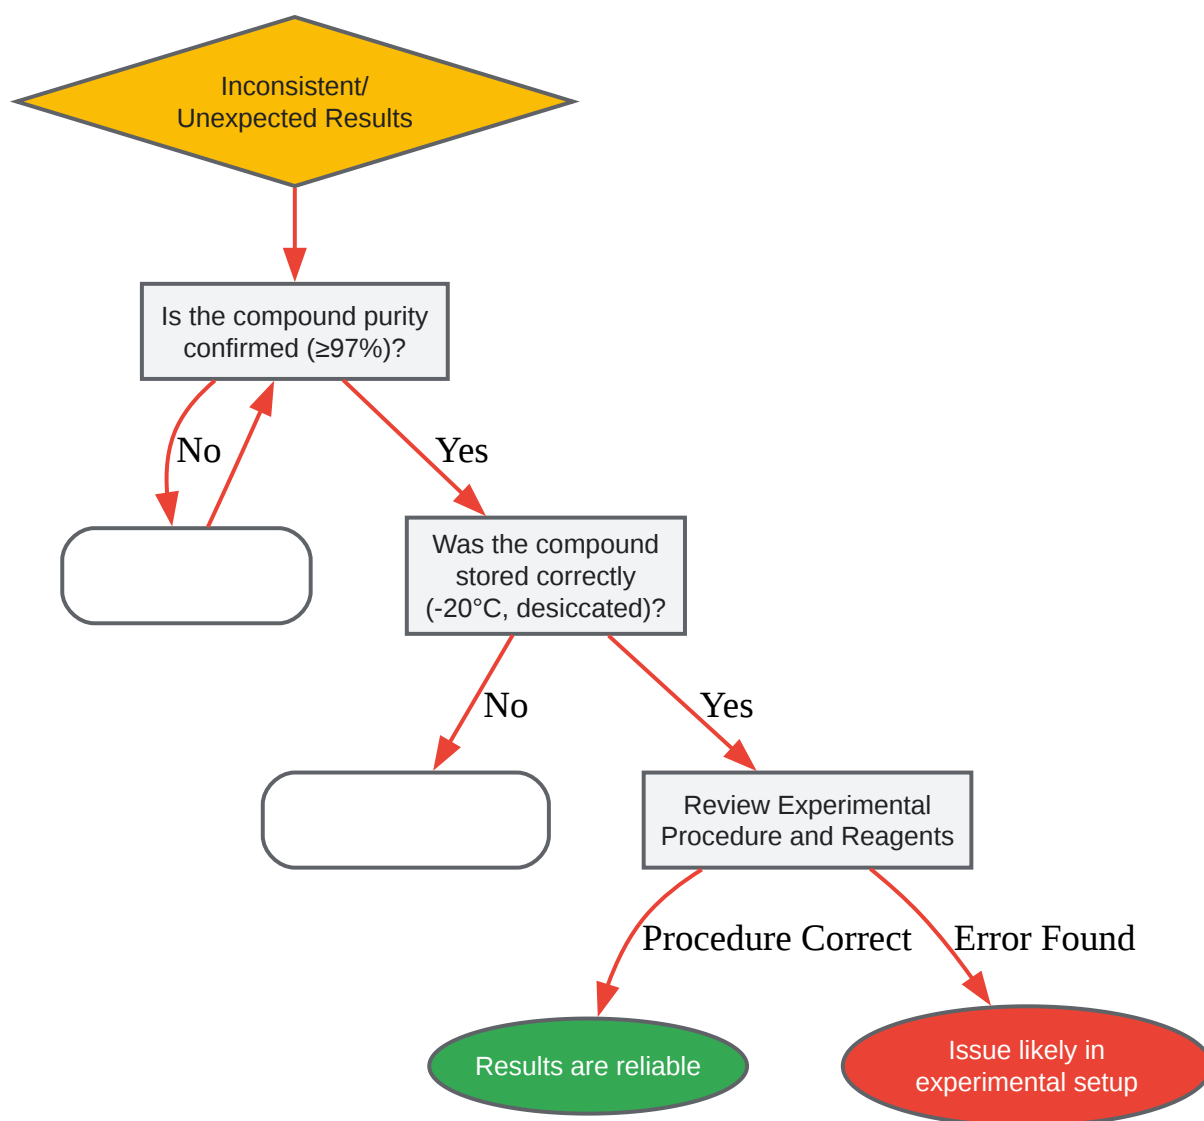 Inconsistent/
Unexpected Results
Is the compound purity
confirmed (≥97%)?
No
Yes
Was the compound
stored correctly
(-20°C, desiccated)?
No
Yes
Review Experimental
Procedure and Reagents
Procedure Correct
Error Found
Results are reliable
Issue likely in
experimental setup